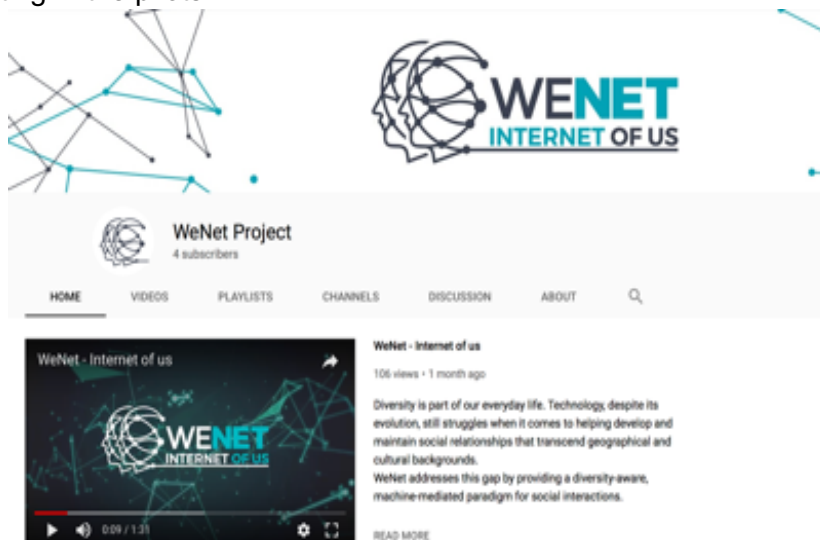 WENET
INTERNET OF US
WeNet Project
4 subscribers
HOME VIDEOS PLAYLISTS CHANNELS DISCUSSION ABOUT
WeNet - Internet of us
WENET
INTERNET OF US
0:09 / 1:31
WeNet - Internet of us
106 views • 1 month ago
Diversity is part of our everyday life. Technology, despite its
evolution, still struggles when it comes to helping develop and
maintain social relationships that transcend geographical and
cultural backgrounds.
WeNet addresses this gap by providing a diversity-aware,
machine-mediated paradigm for social interactions.
READ MORE